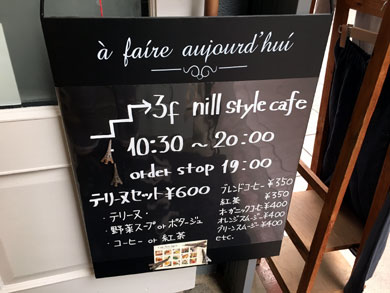 à faire aujourd'hui
3f nill style cafe
10:30～20:00
order stop 19:00
テリーヌセット ¥600
・テリーヌ・
野菜スープ or ポタージュ
・コーヒー or 紅茶
ブレンドコーヒー ¥350
紅茶 ¥350
オーガニックコーヒー ¥400
オレンジスムージー ¥400
グリーンスムージー ¥400
etc.